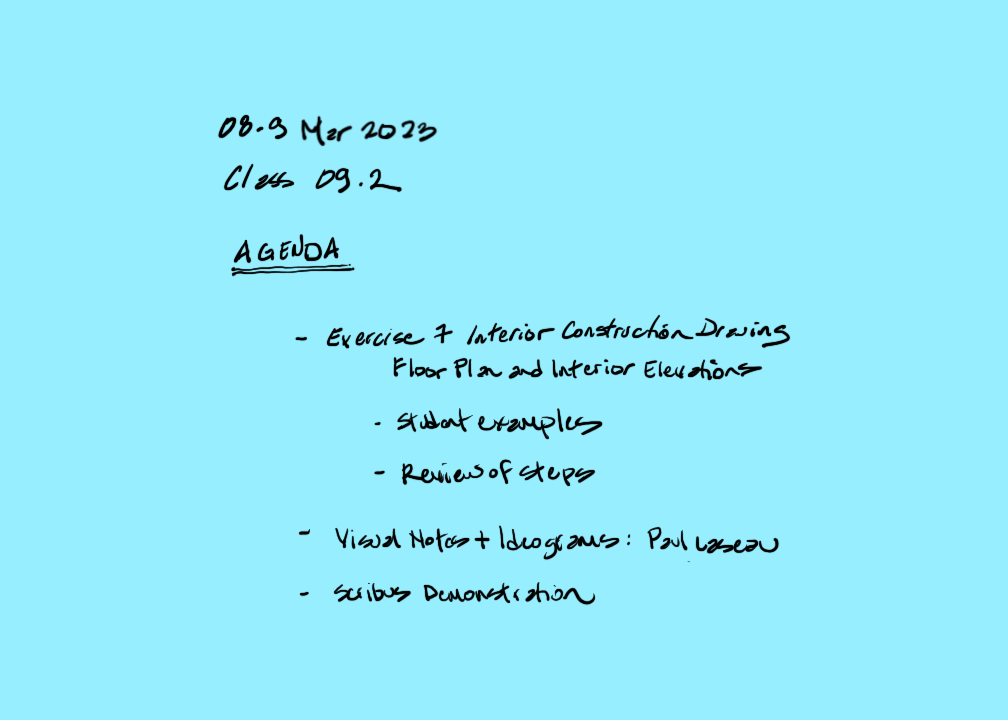 08.9 Mar 2023
Class 09.2
AGENDA
- Exercise 7 Interior Construction Drawing
Floor Plan and Interior Elevations
- Student examples
- Review of steps
- Visual Notes + Ideograms: Paul Laseau
- Scribus Demonstration